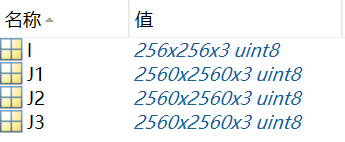 名称 值
I 256x256x3 uint8
J1 2560x2560x3 uint8
J2 2560x2560x3 uint8
J3 2560x2560x3 uint8